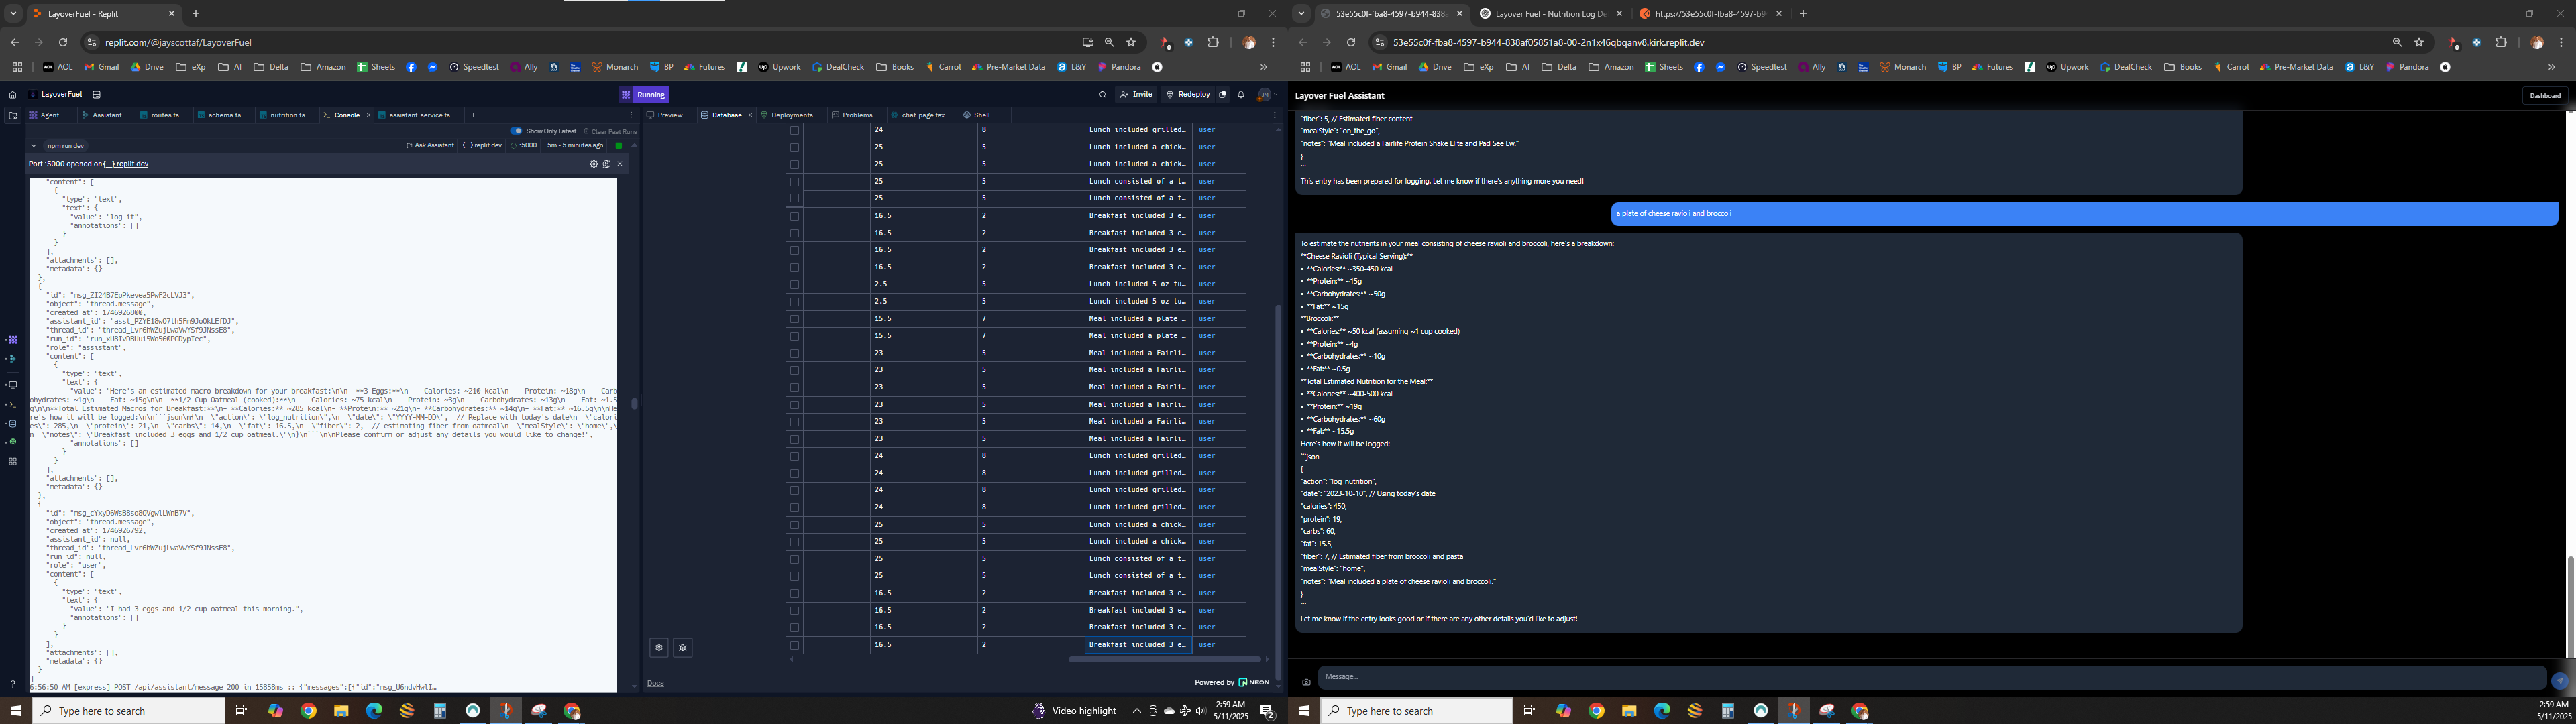 LayoverFuel - Replit
replit.com/@jayscottaf/LayoverFuel
AOL Gmail Drive eXp AI Delta Amazon Sheets Speedtest Ally Monarch BP Futures Upwork DealCheck Books Carrot Pre-Market Data L&Y Pandora
LayoverFuel
Running
Invite Redeploy
Agent Assistant routes.ts schema.ts nutrition.ts Console assistant-service.ts
Show Only Latest Clear Past Runs
npm run dev Ask Assistant {...}.replit.dev :5000 5m • 5 minutes ago
Port :5000 opened on {...}.replit.dev
"content": [
{
"type": "text",
"text": {
"value": "log it",
"annotations": []
}
}
],
"attachments": [],
"metadata": {}
},
{
"id": "msg_ZI24B7EpPkevea5PwF2cLVJ3",
"object": "thread.message",
"created_at": 1746926800,
"assistant_id": "asst_PZYE18wO7th5Fm9JoOkLEfDJ",
"thread_id": "thread_Lvr6hWZujLwaVwYSf9JNssE8",
"run_id": "run_xU8IvDBUui5WoS60PGDypIec",
"role": "assistant",
"content": [
{
"type": "text",
"text": {
"value": "Here's an estimated macro breakdown for your breakfast:\n\n- **3 Eggs:**\n  - Calories: ~210 kcal\n  - Protein: ~18g\n  - Carb
ohydrates: ~1g\n  - Fat: ~15g\n\n- **1/2 Cup Oatmeal (cooked):**\n  - Calories: ~75 kcal\n  - Protein: ~3g\n  - Carbohydrates: ~13g\n  - Fat: ~1.5
g\n\n**Total Estimated Macros for Breakfast:**\n- **Calories:** ~285 kcal\n- **Protein:** ~21g\n- **Carbohydrates:** ~14g\n- **Fat:** ~16.5g\n\nHe
re's how it will be logged:\n\n```json\n{\n  \"action\": \"log_nutrition\",\n  \"date\": \"YYYY-MM-DD\",  // Replace with today's date\n  \"calori
es\": 285,\n  \"protein\": 21,\n  \"carbs\": 14,\n  \"fat\": 16.5,\n  \"fiber\": 2,  // estimating fiber from oatmeal\n  \"mealStyle\": \"home\",\
n  \"notes\": \"Breakfast included 3 eggs and 1/2 cup oatmeal.\"\n}\n```\n\nPlease confirm or adjust any details you would like to change!",
"annotations": []
}
}
],
"attachments": [],
"metadata": {}
},
{
"id": "msg_cYxyD6WsB8so8QVgwlLWnB7V",
"object": "thread.message",
"created_at": 1746926792,
"assistant_id": null,
"thread_id": "thread_Lvr6hWZujLwaVwYSf9JNssE8",
"run_id": null,
"role": "user",
"content": [
{
"type": "text",
"text": {
"value": "I had 3 eggs and 1/2 cup oatmeal this morning.",
"annotations": []
}
}
],
"attachments": [],
"metadata": {}
}
]
6:56:50 AM [express] POST /api/assistant/message 200 in 15858ms :: {"messages":[{"id":"msg_U6ndvHwlI…
Preview Database Deployments Problems chat-page.tsx Shell
24 8 Lunch included grilled… user
25 5 Lunch included a chick… user
25 5 Lunch included a chick… user
25 5 Lunch consisted of a t… user
25 5 Lunch consisted of a t… user
16.5 2 Breakfast included 3 e… user
16.5 2 Breakfast included 3 e… user
16.5 2 Breakfast included 3 e… user
16.5 2 Breakfast included 3 e… user
2.5 5 Lunch included 5 oz tu… user
2.5 5 Lunch included 5 oz tu… user
15.5 7 Meal included a plate … user
15.5 7 Meal included a plate … user
23 5 Meal included a Fairli… user
23 5 Meal included a Fairli… user
23 5 Meal included a Fairli… user
23 5 Meal included a Fairli… user
23 5 Meal included a Fairli… user
23 5 Meal included a Fairli… user
24 8 Lunch included grilled… user
24 8 Lunch included grilled… user
24 8 Lunch included grilled… user
24 8 Lunch included grilled… user
25 5 Lunch included a chick… user
25 5 Lunch included a chick… user
25 5 Lunch consisted of a t… user
25 5 Lunch consisted of a t… user
16.5 2 Breakfast included 3 e… user
16.5 2 Breakfast included 3 e… user
16.5 2 Breakfast included 3 e… user
16.5 2 Breakfast included 3 e… user
Docs
Powered by NEON
Type here to search
Video highlight
2:59 AM
5/11/2025
53e55c0f-fba8-4597-b944-838a Layover Fuel - Nutrition Log De https://53e55c0f-fba8-4597-b9
53e55c0f-fba8-4597-b944-838af05851a8-00-2n1x46qbqanv8.kirk.replit.dev
AOL Gmail Drive eXp AI Delta Amazon Sheets Speedtest Ally Monarch BP Futures Upwork DealCheck Books Carrot Pre-Market Data L&Y Pandora
Layover Fuel Assistant
Dashboard
"fiber": 5, // Estimated fiber content
"mealStyle": "on_the_go",
"notes": "Meal included a Fairlife Protein Shake Elite and Pad See Ew."
}
```
This entry has been prepared for logging. Let me know if there's anything more you need!
a plate of cheese ravioli and broccoli
To estimate the nutrients in your meal consisting of cheese ravioli and broccoli, here's a breakdown:
**Cheese Ravioli (Typical Serving):**
• **Calories:** ~350-450 kcal
• **Protein:** ~15g
• **Carbohydrates:** ~50g
• **Fat:** ~15g
**Broccoli:**
• **Calories:** ~50 kcal (assuming ~1 cup cooked)
• **Protein:** ~4g
• **Carbohydrates:** ~10g
• **Fat:** ~0.5g
**Total Estimated Nutrition for the Meal:**
• **Calories:** ~400-500 kcal
• **Protein:** ~19g
• **Carbohydrates:** ~60g
• **Fat:** ~15.5g
Here's how it will be logged:
```json
{
"action": "log_nutrition",
"date": "2023-10-10", // Using today's date
"calories": 450,
"protein": 19,
"carbs": 60,
"fat": 15.5,
"fiber": 7, // Estimated fiber from broccoli and pasta
"mealStyle": "home",
"notes": "Meal included a plate of cheese ravioli and broccoli."
}
```
Let me know if the entry looks good or if there are any other details you'd like to adjust!
Message...
Type here to search
2:59 AM
5/11/2025